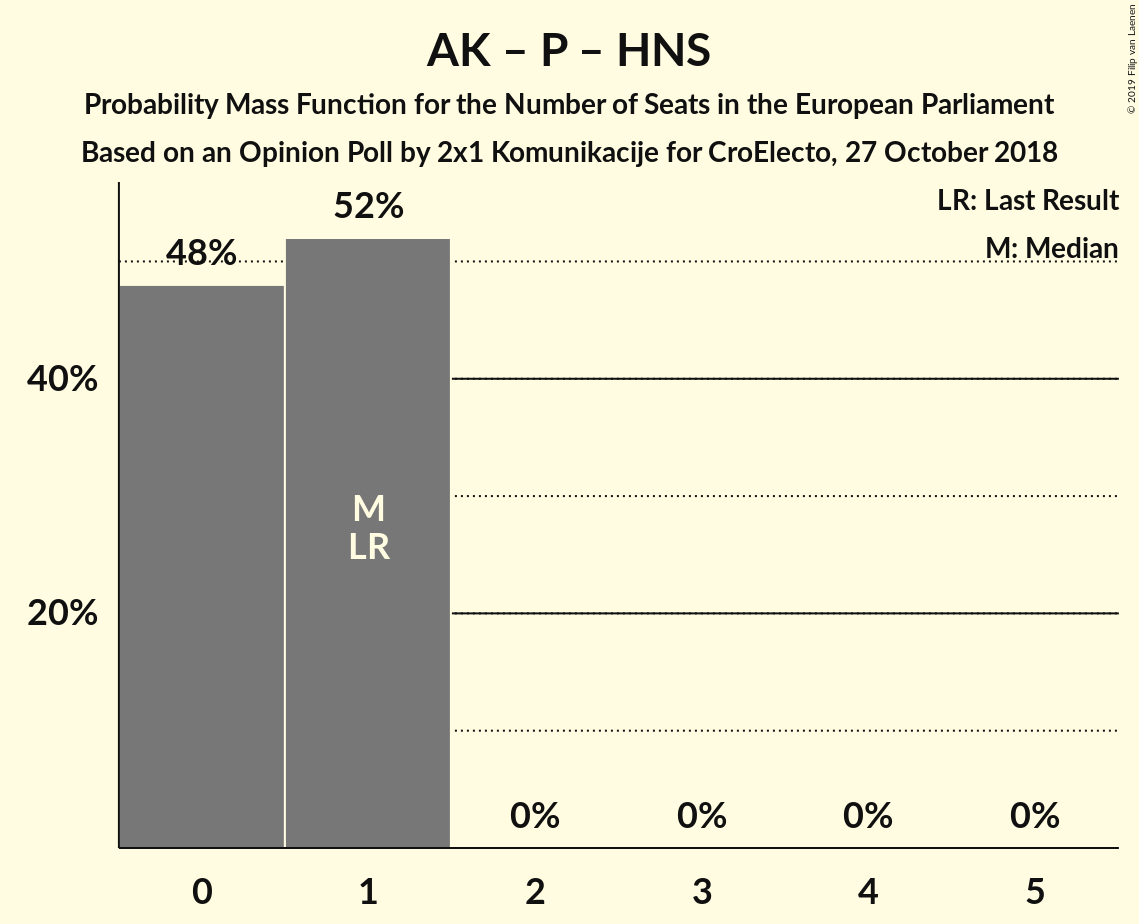 AK – P – HNS
Probability Mass Function for the Number of Seats in the European Parliament
Based on an Opinion Poll by 2x1 Komunikacije for CroElecto, 27 October 2018
© 2019 Filip van Laenen
LR: Last Result
M: Median
52%
48%
40%
20%
M
LR
0%
0%
0%
0%
0
1
2
3
4
5